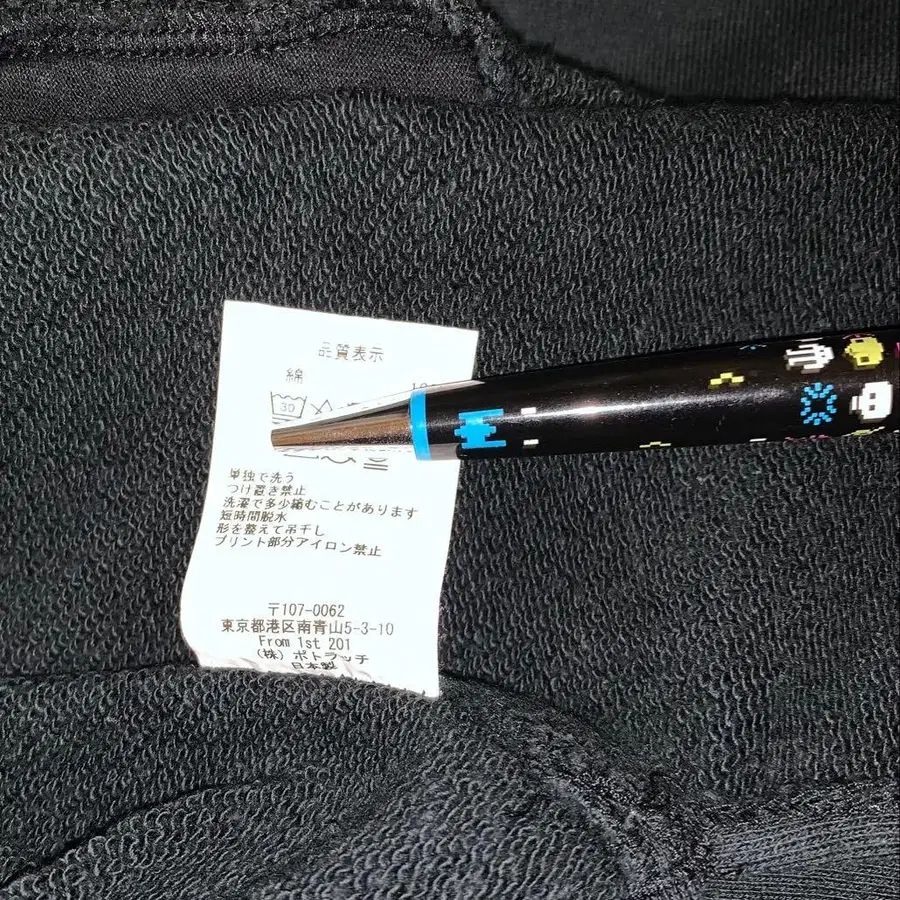 品質表示
綿
30
単独で洗う
つけ置き禁止
洗濯で多少縮むことがあります
短時間脱水
形を整えて吊干し
プリント部分アイロン禁止
〒107-0062
東京都港区南青山5-3-10
From 1st 201
(株) ポトラッチ
日本製